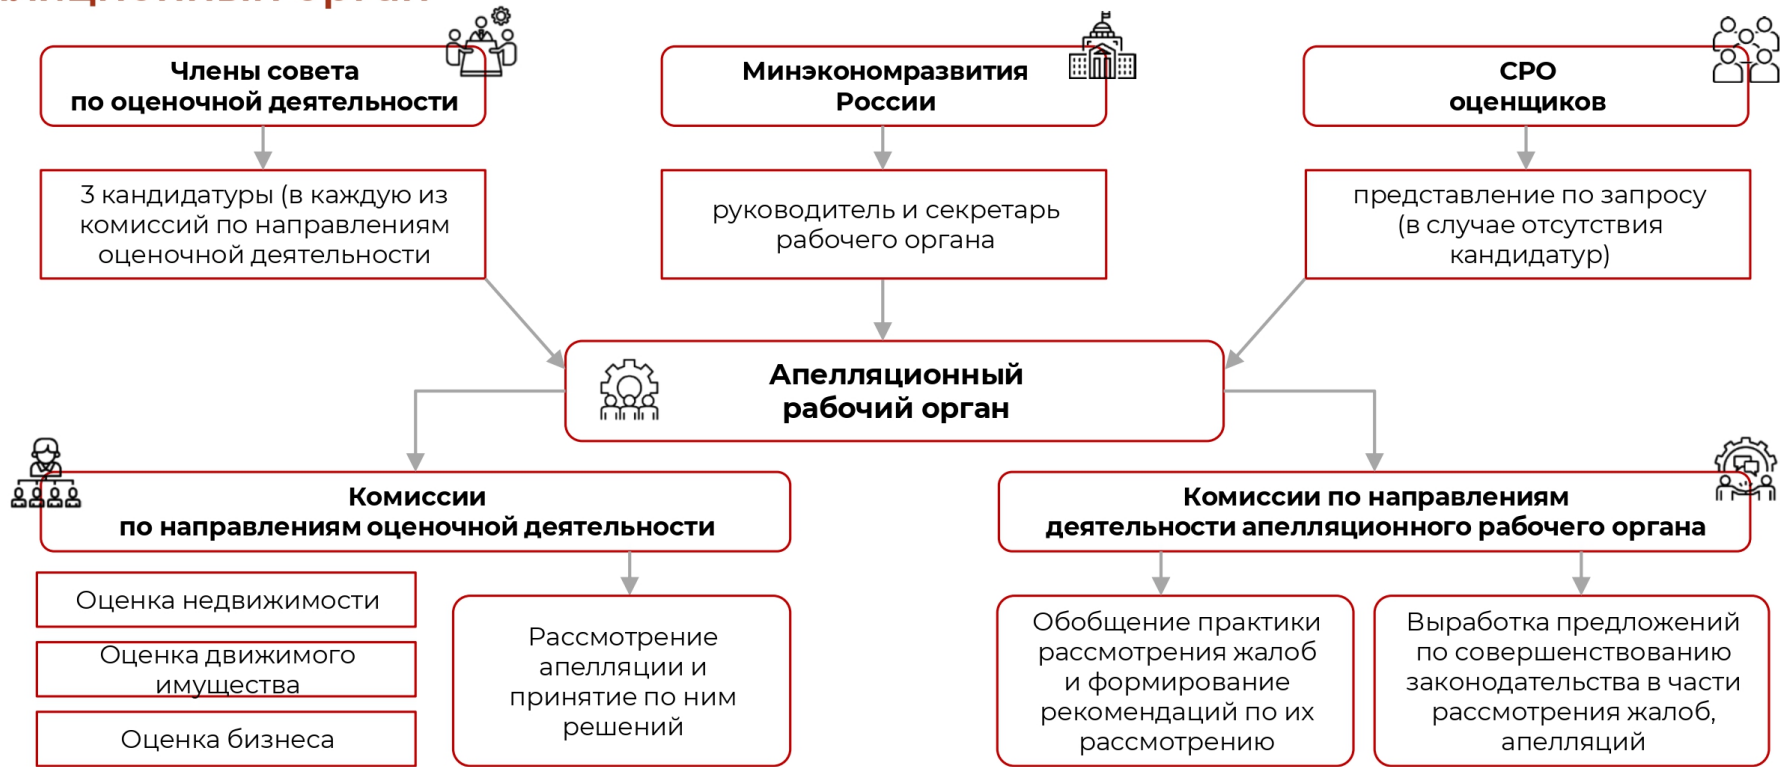 орган
Члены совета
по оценочной деятельности
Минэкономразвития
России
СРО
оценщиков
3 кандидатуры (в каждую из
комиссий по направлениям
оценочной деятельности
руководитель и секретарь
рабочего органа
представление по запросу
(в случае отсутствия
кандидатур)
Апелляционный
рабочий орган
Комиссии
по направлениям оценочной деятельности
Комиссии по направлениям
деятельности апелляционного рабочего органа
Оценка недвижимости
Оценка движимого
имущества
Оценка бизнеса
Рассмотрение
апелляции и
принятие по ним
решений
Обобщение практики
рассмотрения жалоб
и формирование
рекомендаций по их
рассмотрению
Выработка предложений
по совершенствованию
законодательства в части
рассмотрения жалоб,
апелляций